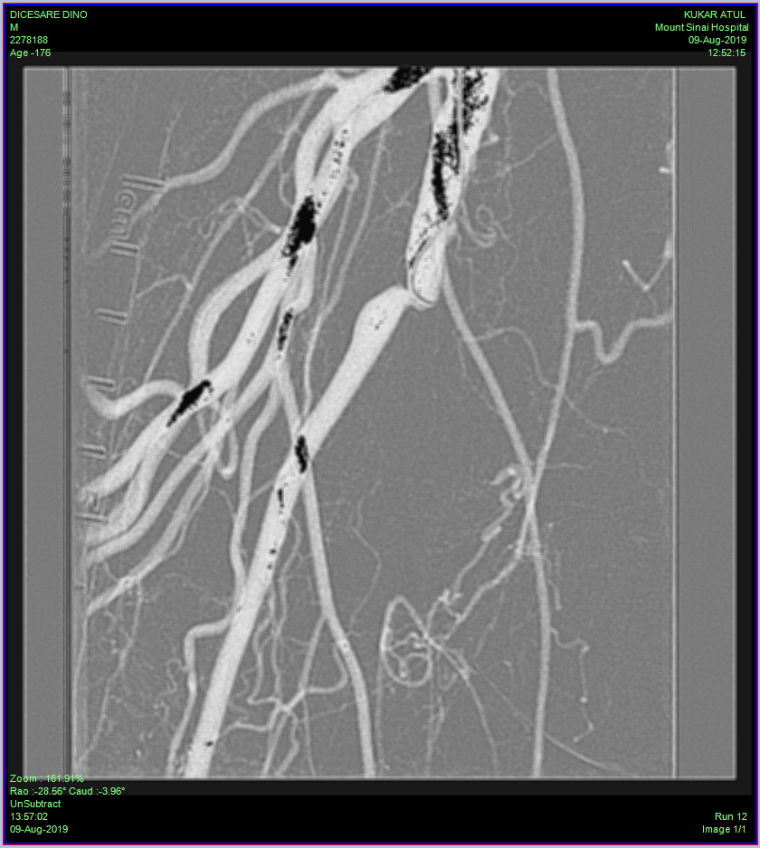 DICESARE DINO
M
2278188
Age -176
KUKAR ATUL
Mount Sinai Hospital
09-Aug-2019
12:52:15
Zoom : 161.91%
Rao :-28.56° Caud :-3.96°
UnSubtract
13:57:02
09-Aug-2019
Run 12
Image 1/1